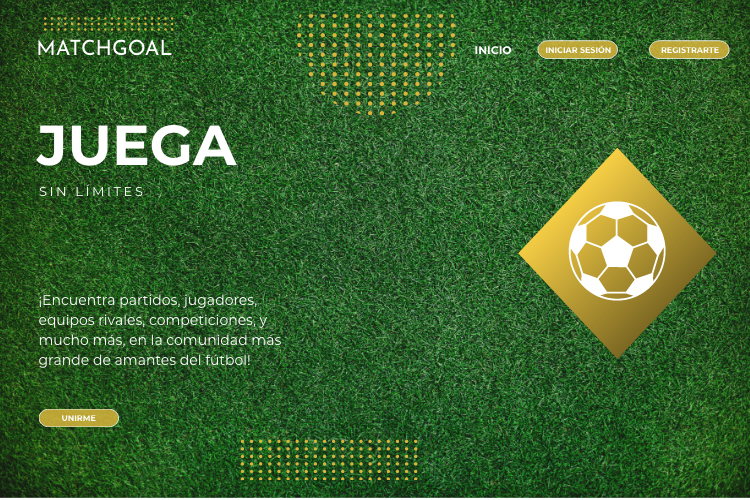 MATCHGOAL
INICIO
INICIAR SESIÓN
REGISTRARTE
JUEGA
SIN LÍMITES
¡Encuentra partidos, jugadores,
equipos rivales, competiciones, y
mucho más, en la comunidad más
grande de amantes del fútbol!
UNIRME